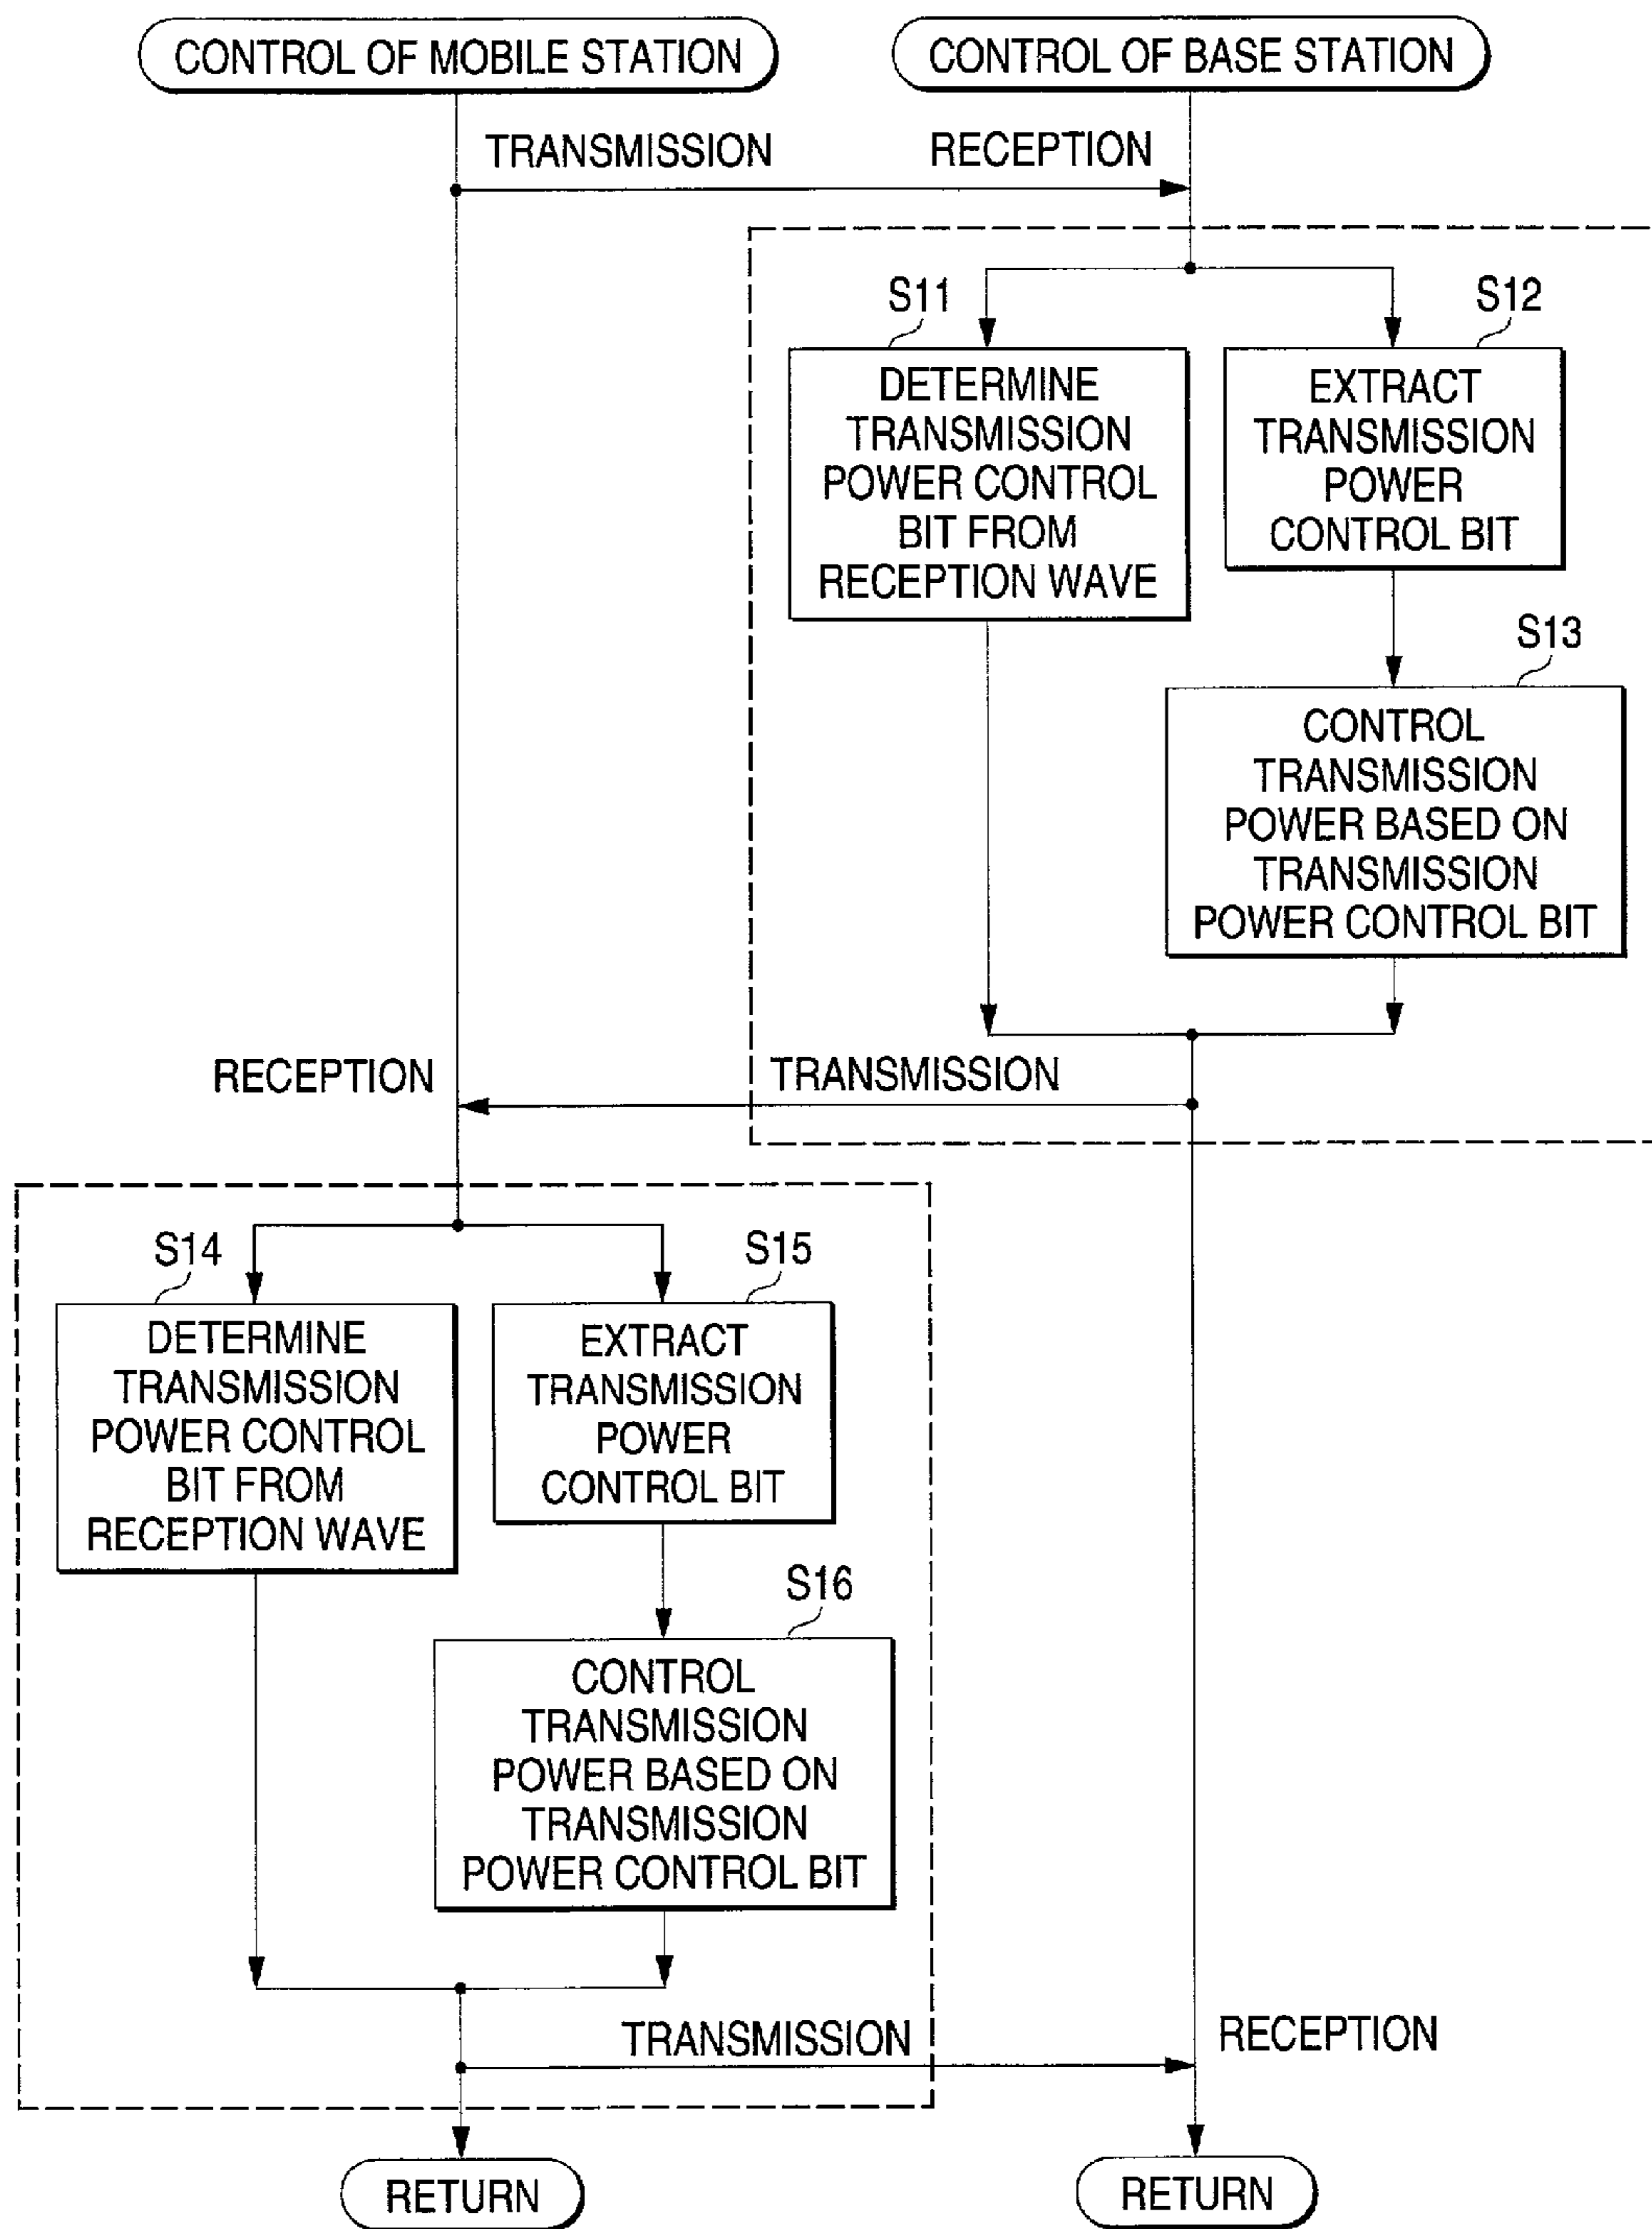 CONTROL OF MOBILE STATION
CONTROL OF BASE STATION
TRANSMISSION
RECEPTION
S11
S12
DETERMINE
TRANSMISSION
POWER CONTROL
BIT FROM
RECEPTION WAVE
EXTRACT
TRANSMISSION
POWER
CONTROL BIT
S13
CONTROL
TRANSMISSION
POWER BASED ON
TRANSMISSION
POWER CONTROL BIT
RECEPTION
TRANSMISSION
S14
S15
DETERMINE
TRANSMISSION
POWER CONTROL
BIT FROM
RECEPTION WAVE
EXTRACT
TRANSMISSION
POWER
CONTROL BIT
S16
CONTROL
TRANSMISSION
POWER BASED ON
TRANSMISSION
POWER CONTROL BIT
TRANSMISSION
RECEPTION
RETURN
RETURN